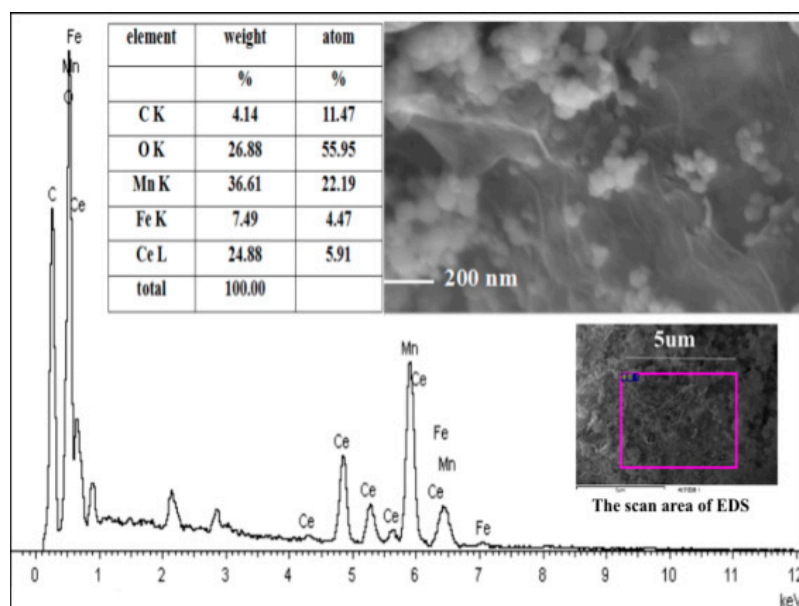 element weight atom
% %
C K 4.14 11.47
O K 26.88 55.95
Mn K 36.61 22.19
Fe K 7.49 4.47
Ce L 24.88 5.91
total 100.00
200 nm
5um
The scan area of EDS
Fe
Mn
O
C
Ce
Ce
Ce
Ce
Ce
Mn
Ce
Ce
Fe
Mn
Fe
0 1 2 3 4 5 6 7 8 9 10 11 12
keV